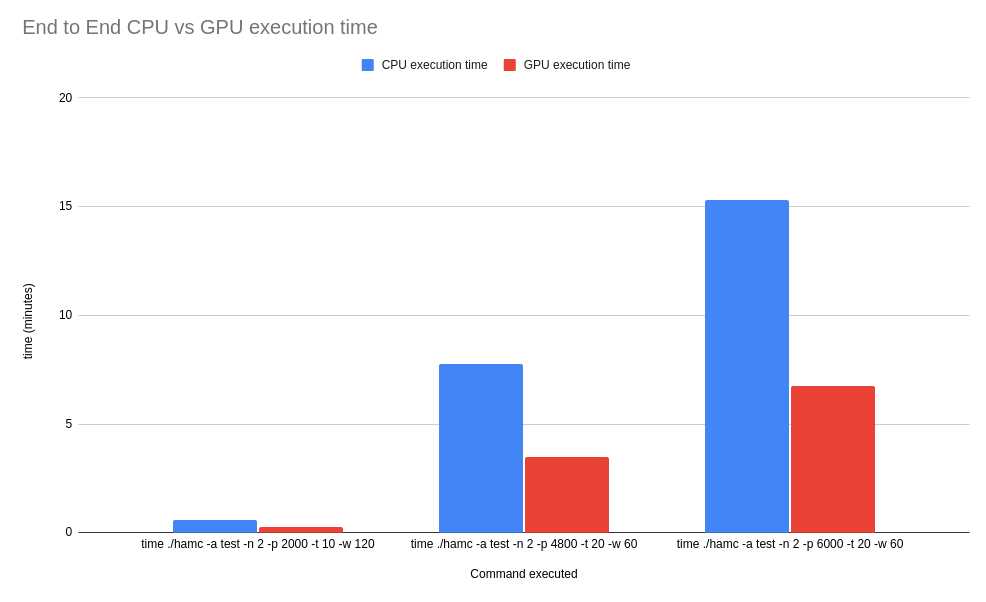 End to End CPU vs GPU execution time
CPU execution time GPU execution time
20
15
10
5
0
time (minutes)
time ./hamc -a test -n 2 -p 2000 -t 10 -w 120 time ./hamc -a test -n 2 -p 4800 -t 20 -w 60 time ./hamc -a test -n 2 -p 6000 -t 20 -w 60
Command executed